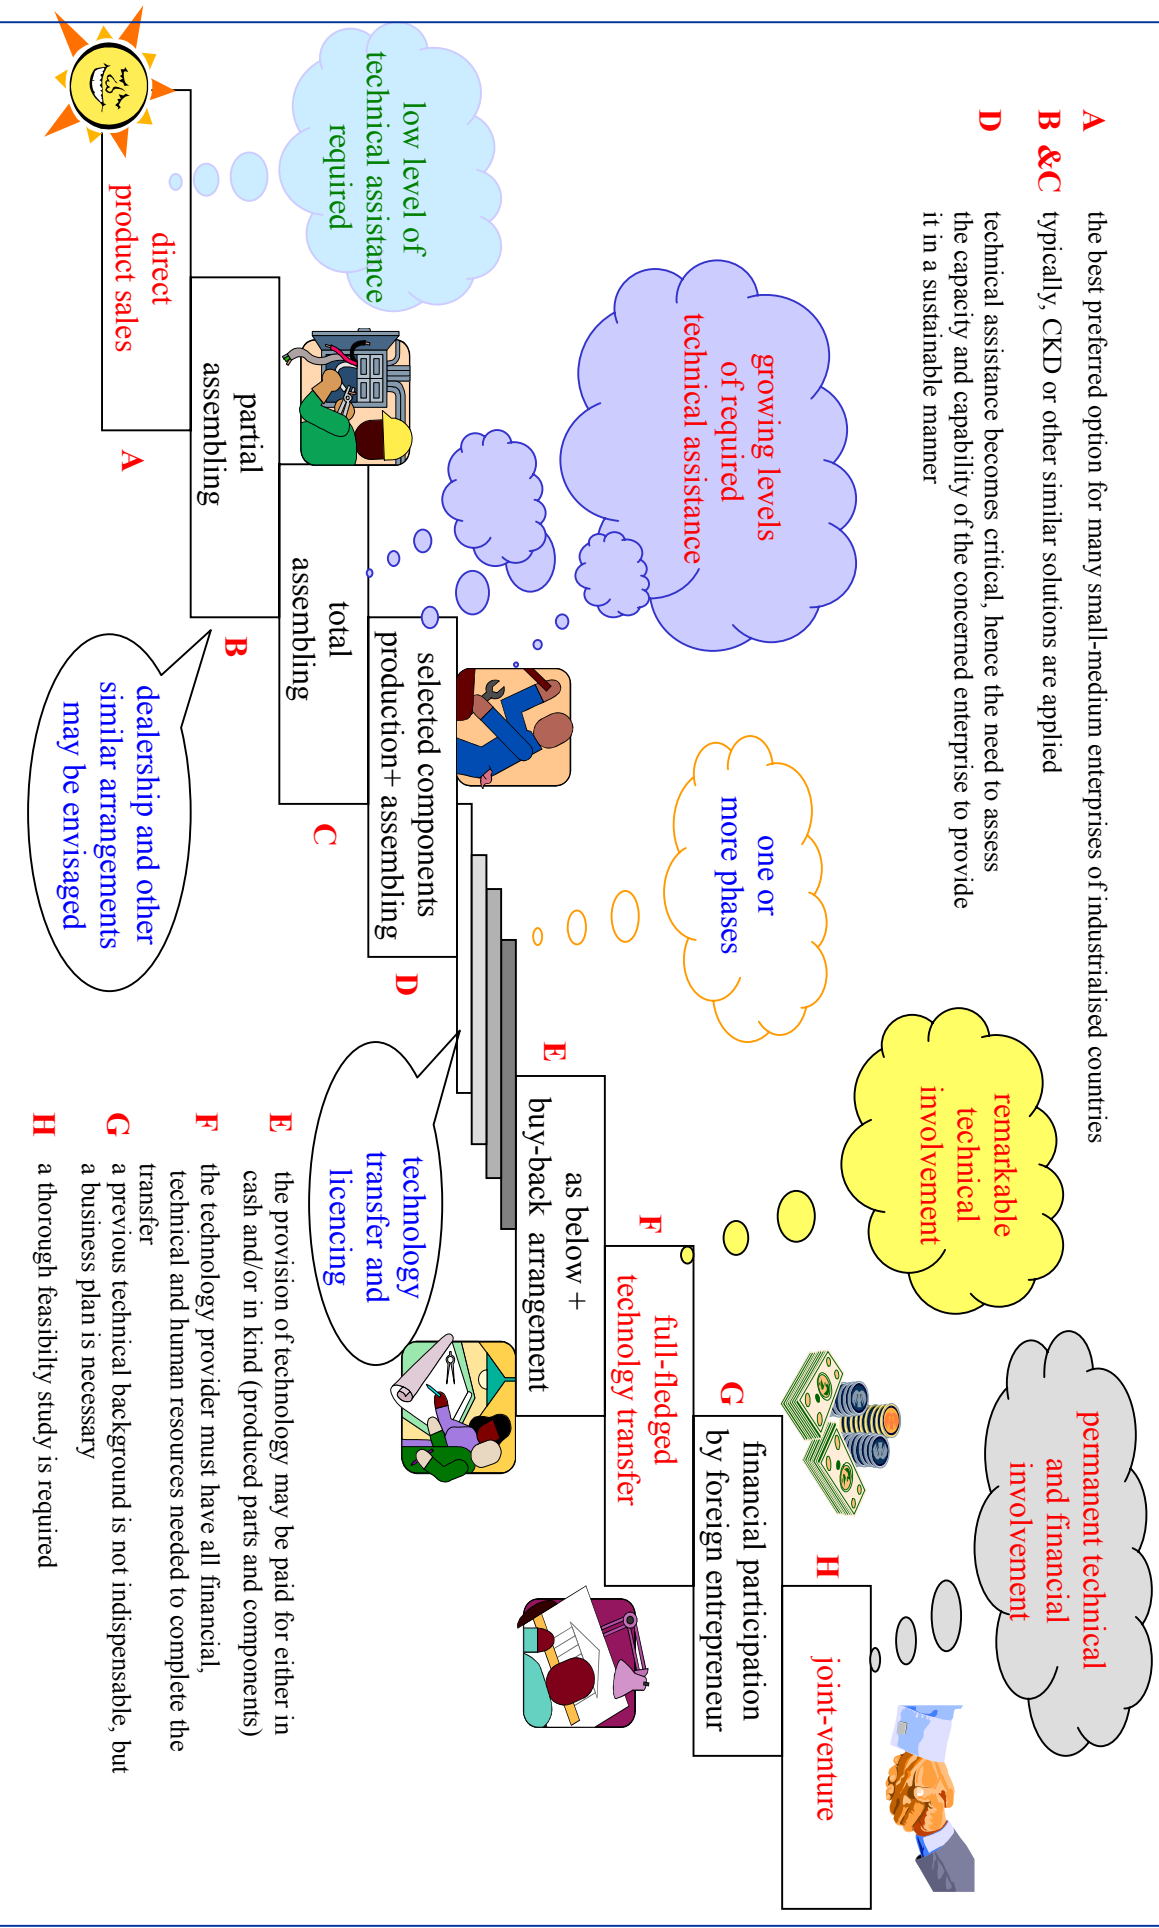 A the best preferred option for many small-medium enterprises of industrialised countries
B &C typically, CKD or other similar solutions are applied
D technical assistance becomes critical, hence the need to assess
the capacity and capability of the concerned enterprise to provide
it in a sustainable manner
permanent technical
and financial
involvement
remarkable
technical
involvement
growing levels
of required
technical assistance
one or
more phases
low level of
technical assistance
required
H
joint-venture
G
financial participation
by foreign entrepreneur
F
full-fledged
technolgy transfer
E
as below +
buy-back arrangement
selected components
production+ assembling
D
total
assembling
C
partial
assembling
B
direct
product sales
A
technology
transfer and
licencing
dealership and other
similar arrangements
may be envisaged
E the provision of technology may be paid for either in
cash and/or in kind (produced parts and components)
F the technology provider must have all financial,
technical and human resources needed to complete the
transfer
G a previous technical background is not indispensable, but
a business plan is necessary
H a thorough feasibilty study is required